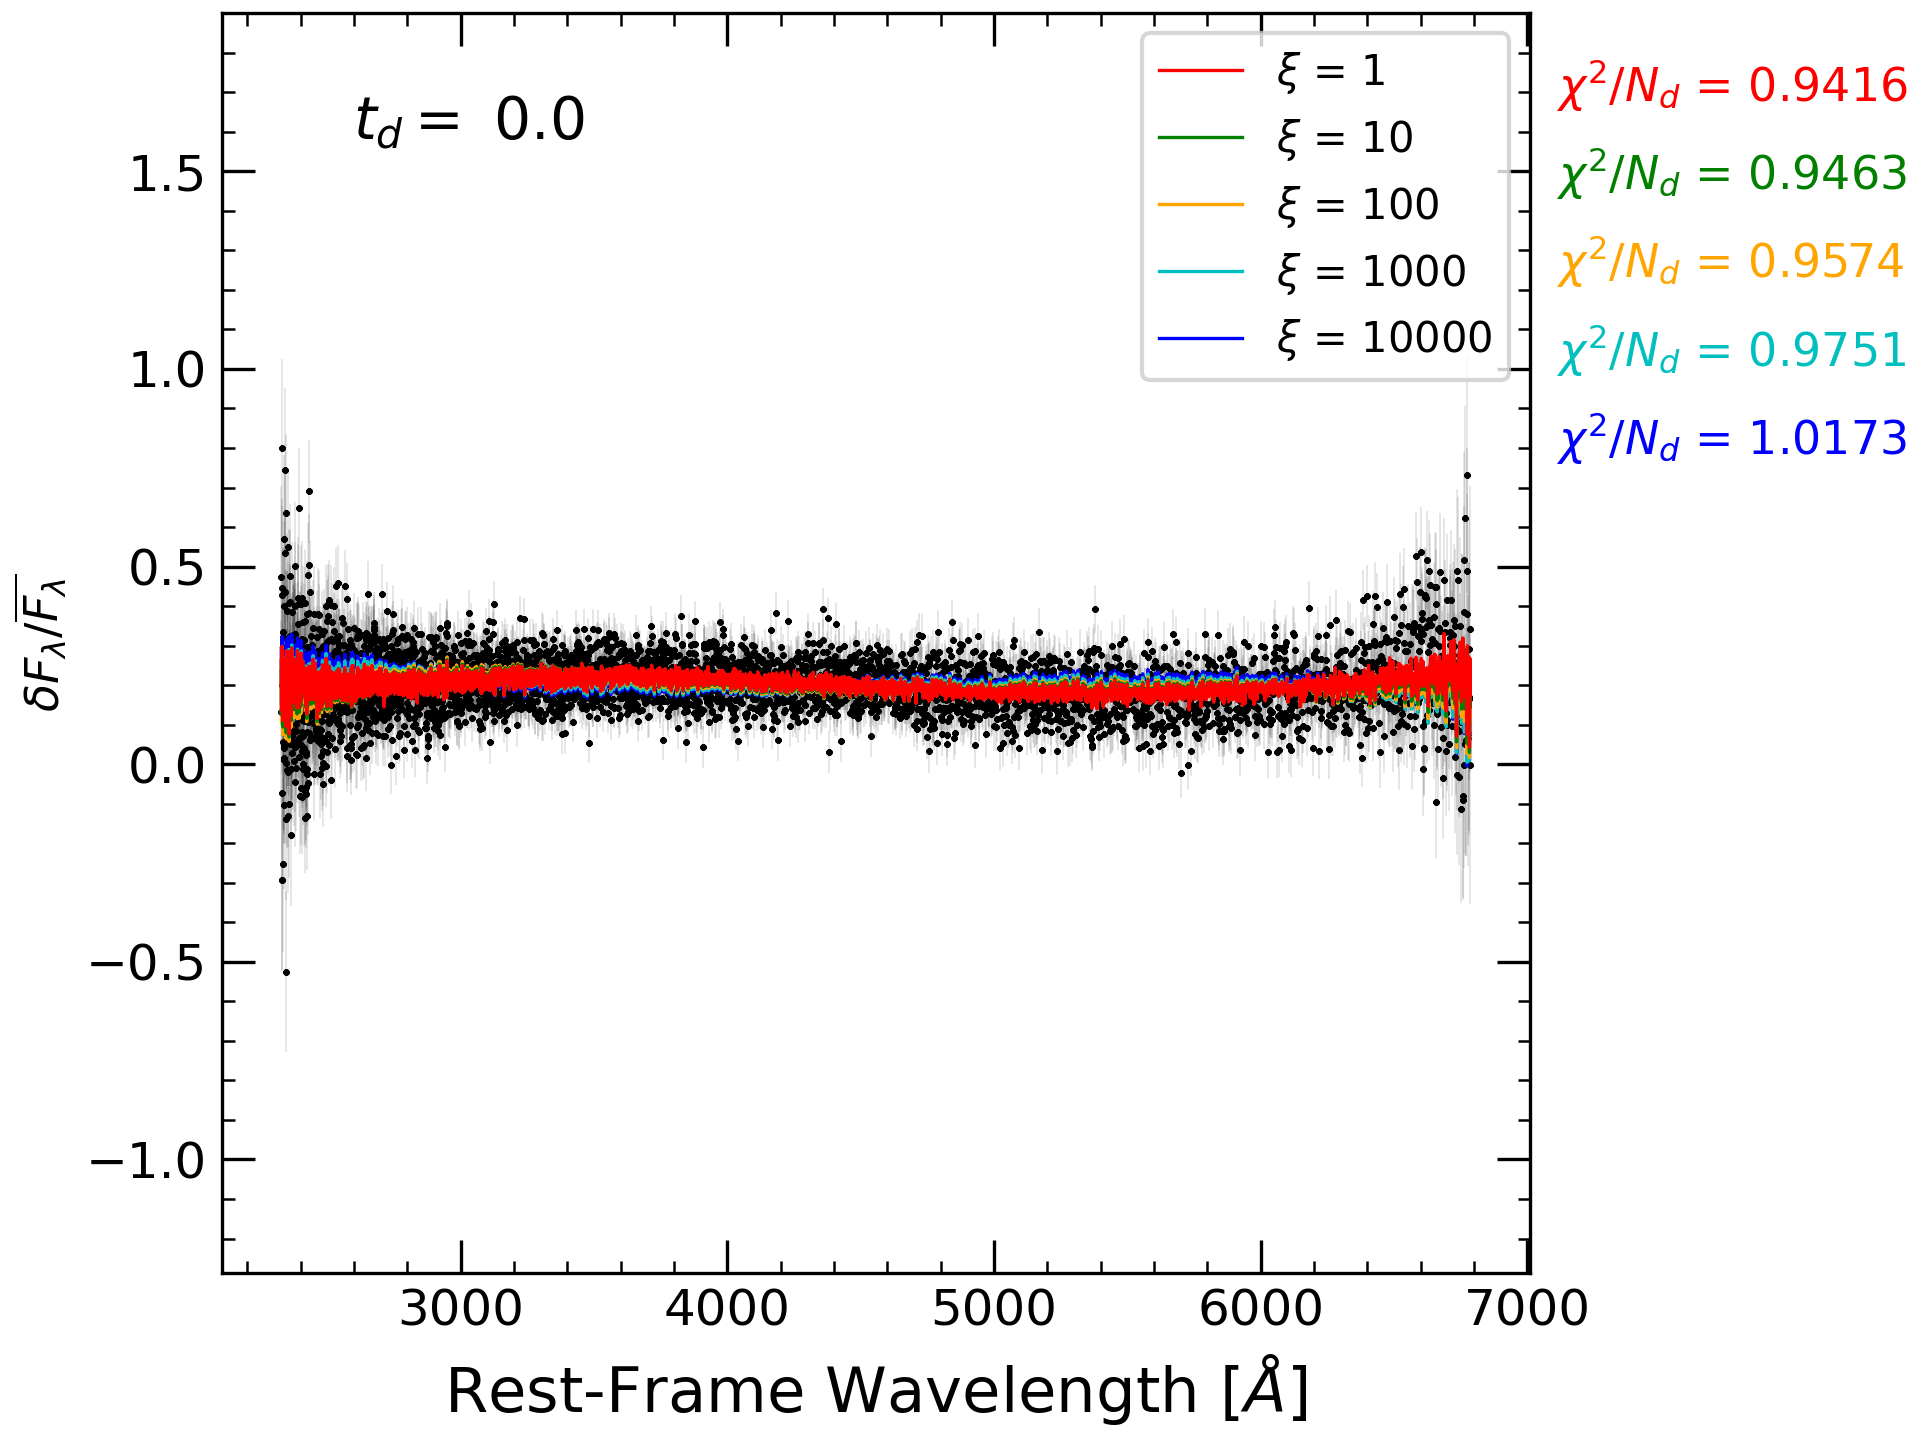 t_d = 0.0
ξ = 1
ξ = 10
ξ = 100
ξ = 1000
ξ = 10000
χ²/N_d = 0.9416
χ²/N_d = 0.9463
χ²/N_d = 0.9574
χ²/N_d = 0.9751
χ²/N_d = 1.0173
1.5
1.0
0.5
0.0
−0.5
−1.0
δF_λ/F̅_λ
3000 4000 5000 6000 7000
Rest-Frame Wavelength [Å]